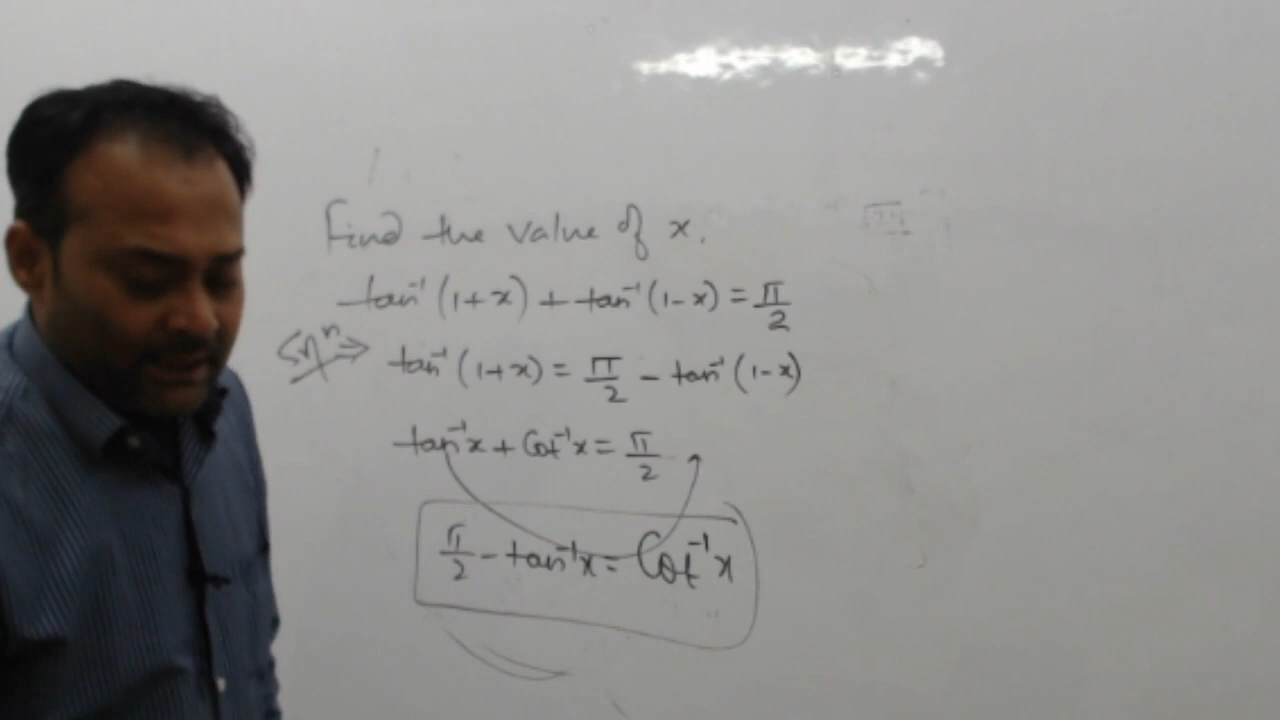 Find the value of x.
tan⁻¹(1+x) + tan⁻¹(1-x) = π/2
Solⁿ ⇒ tan⁻¹(1+x) = π/2 - tan⁻¹(1-x)
tan⁻¹x + Cot⁻¹x = π/2
π/2 - tan⁻¹x = Cot⁻¹x